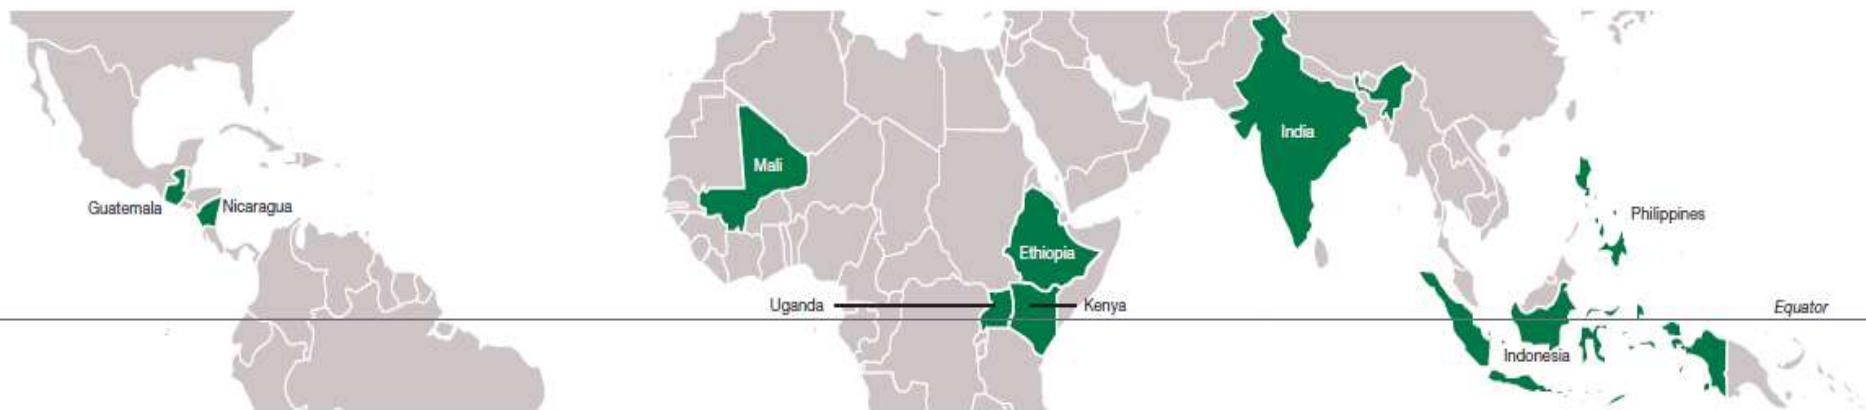 India
Mali
Guatemala
Nicaragua
Philippines
Ethiopia
Uganda
Kenya
Equator
Indonesia